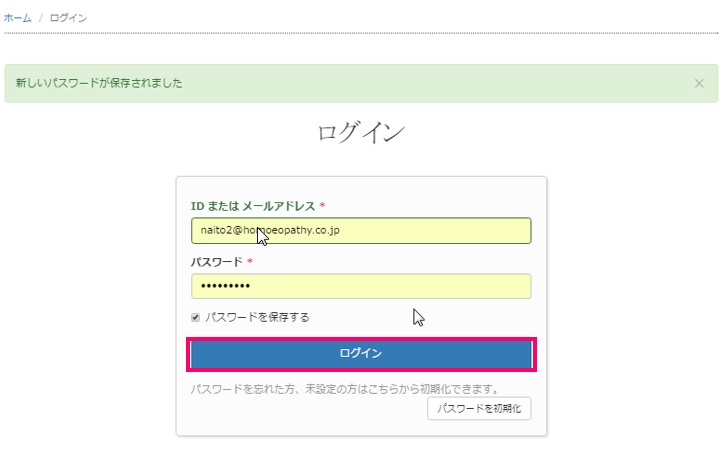 ホーム / ログイン
新しいパスワードが保存されました ×
ログイン
ID または メールアドレス *
naito2@homoeopathy.co.jp
パスワード *
•••••••••
パスワードを保存する
ログイン
パスワードを忘れた方、未設定の方はこちらから初期化できます。
パスワードを初期化